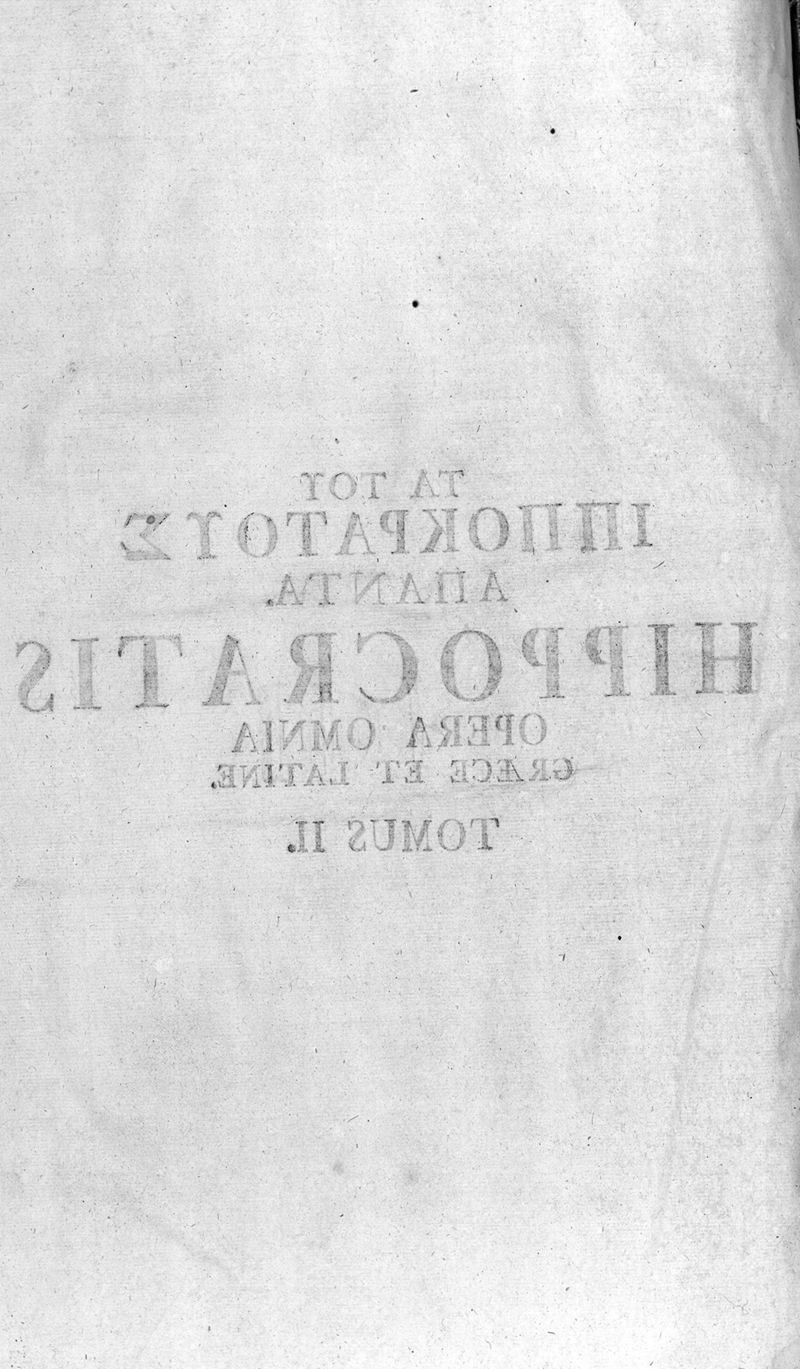 ΤΑ ΤΟΥ
ΙΠΠΟΚΡΑΤΟΥΣ
ΑΠΑΝΤΑ.
HIPPOCRATIS
OPERA OMNIA
GRÆCE ET LATINE.
TOMUS II.